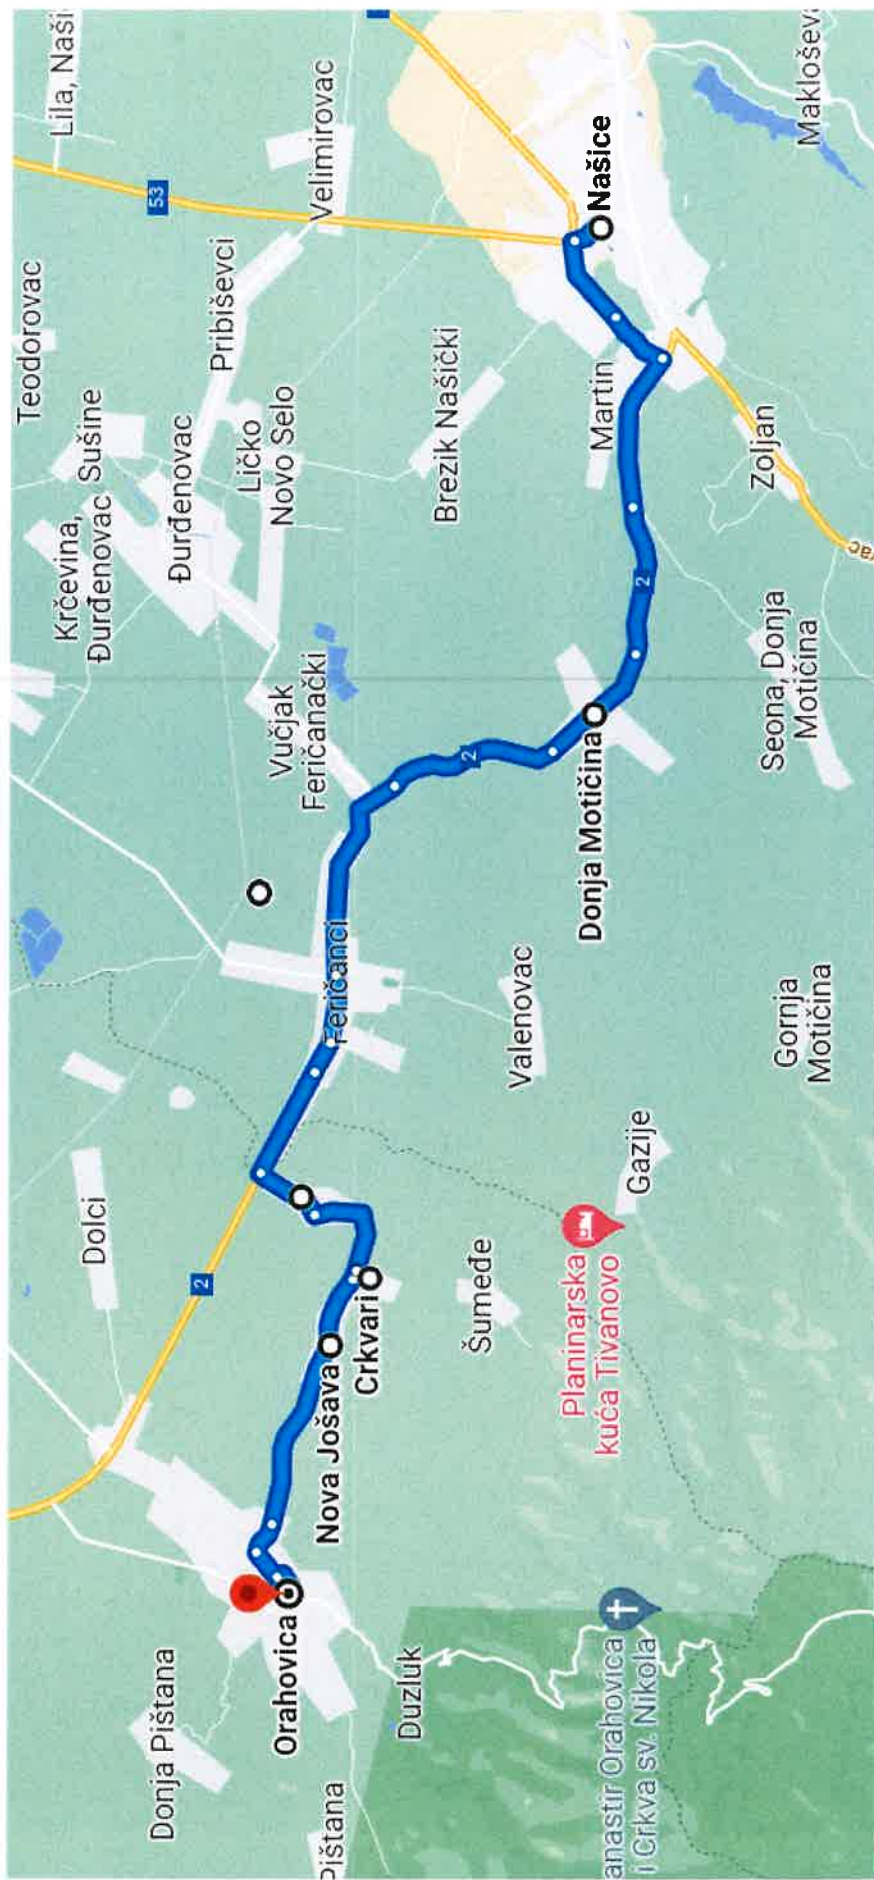 Teodorovac
Lila, Naši
Krčevina,
Đurđenovac
Sušine
Dolci
53
Donja Pištana
Đurđenovac
2
Pribiševci
Ličko
Novo Selo
Vučjak
Feričanački
Velimirovac
Orahovica
Pištana
Nova Jošava
Feričanci
Crkvari
Duzluk
Brezik Našički
2
Šumeđe
Valenovac
Donja Motičina
Martin
Našice
2
Planinarska
kuća Tivanovo
Gazije
anastir Orahovica
i Crkva sv. Nikola
Zoljan
Seona, Donja
Motičina
Gornja
Motičina
Makloševa